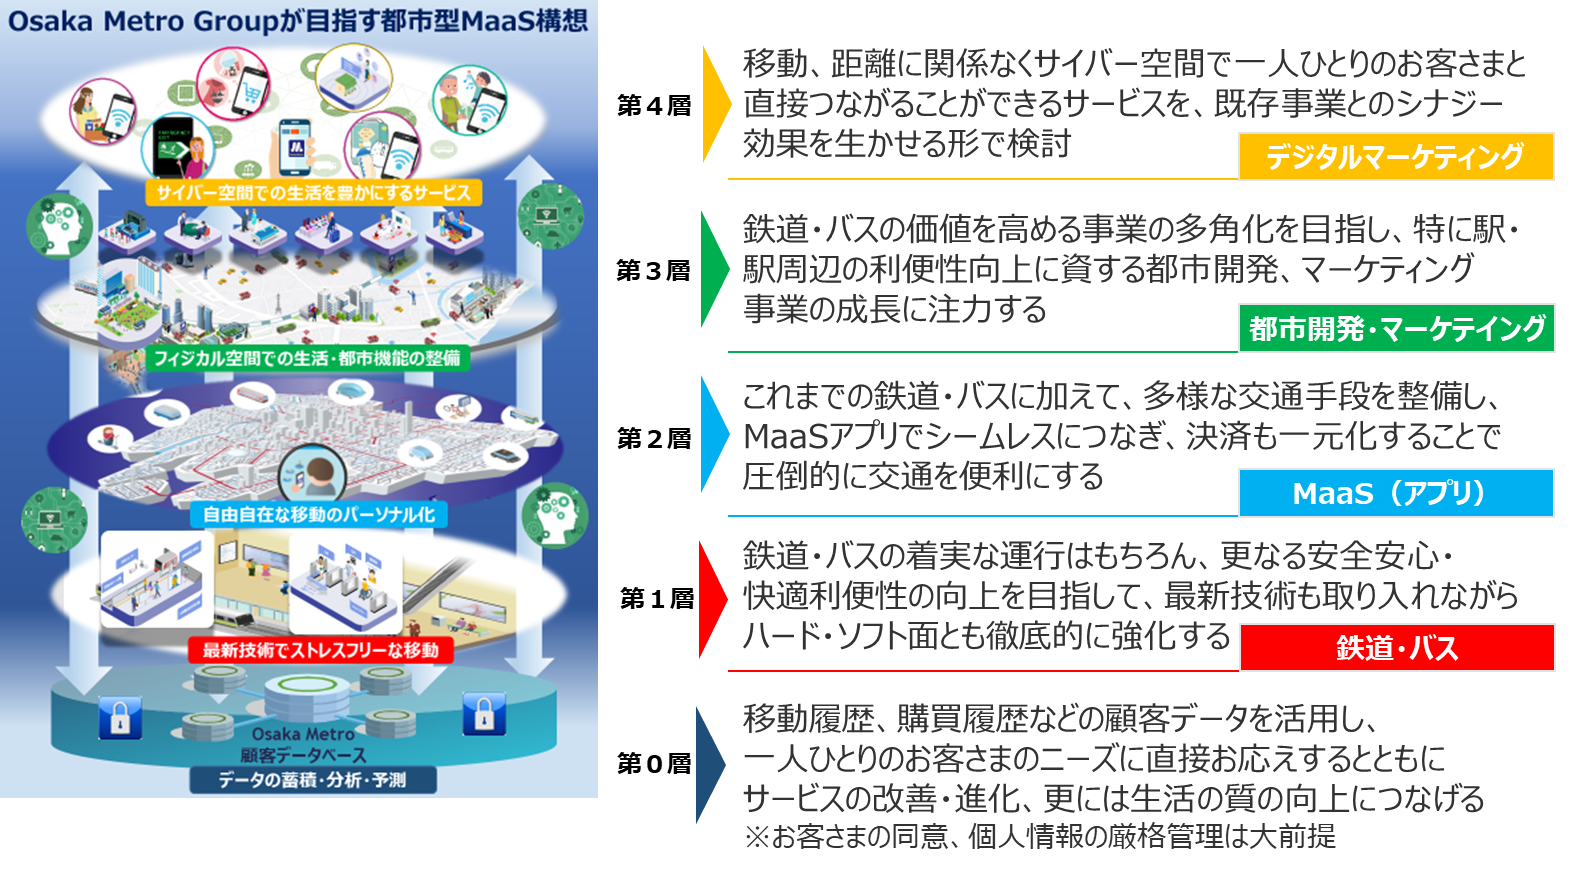 Osaka Metro Groupが目指す都市型MaaS構想
サイバー空間での生活を豊かにするサービス
フィジカル空間での生活・都市機能の整備
自由自在な移動のパーソナル化
最新技術でストレスフリーな移動
Osaka Metro
顧客データベース
データの蓄積・分析・予測
第４層
移動、距離に関係なくサイバー空間で一人ひとりのお客さまと
直接つながることができるサービスを、既存事業とのシナジー
効果を生かせる形で検討
デジタルマーケティング
第３層
鉄道・バスの価値を高める事業の多角化を目指し、特に駅・
駅周辺の利便性向上に資する都市開発、マーケティング
事業の成長に注力する
都市開発・マーケテイング
第２層
これまでの鉄道・バスに加えて、多様な交通手段を整備し、
MaaSアプリでシームレスにつなぎ、決済も一元化することで
圧倒的に交通を便利にする
MaaS（アプリ）
第１層
鉄道・バスの着実な運行はもちろん、更なる安全安心・
快適利便性の向上を目指して、最新技術も取り入れながら
ハード・ソフト面とも徹底的に強化する
鉄道・バス
第０層
移動履歴、購買履歴などの顧客データを活用し、
一人ひとりのお客さまのニーズに直接お応えするとともに
サービスの改善・進化、更には生活の質の向上につなげる
※お客さまの同意、個人情報の厳格管理は大前提